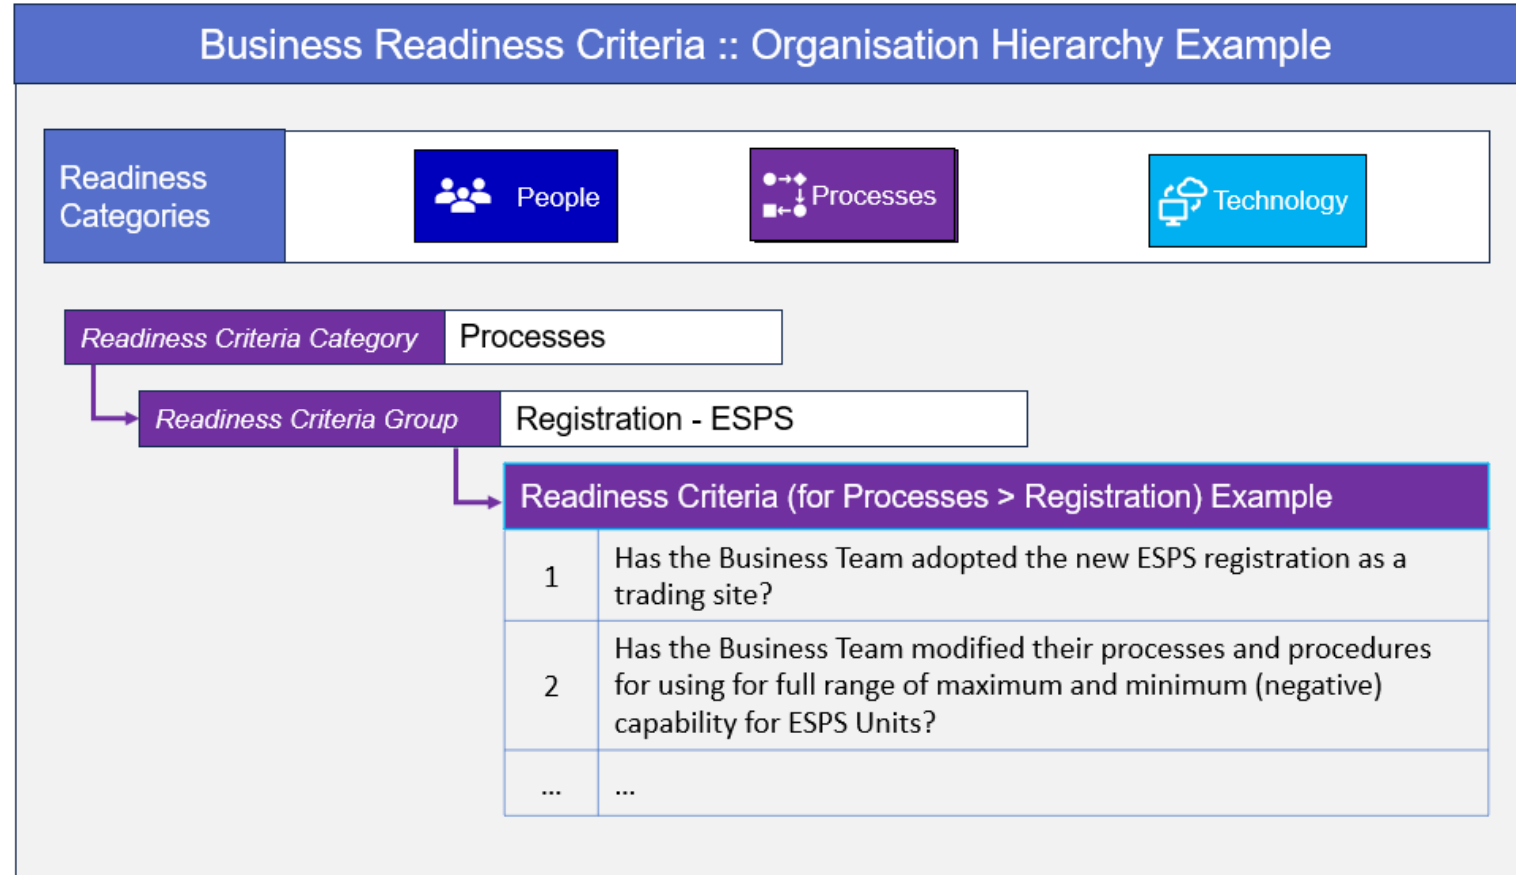 Business Readiness Criteria :: Organisation Hierarchy Example
Readiness
Categories
People
Processes
Technology
Readiness Criteria Category
Processes
Readiness Criteria Group
Registration - ESPS
Readiness Criteria (for Processes > Registration) Example
1
Has the Business Team adopted the new ESPS registration as a
trading site?
2
Has the Business Team modified their processes and procedures
for using for full range of maximum and minimum (negative)
capability for ESPS Units?
...
...